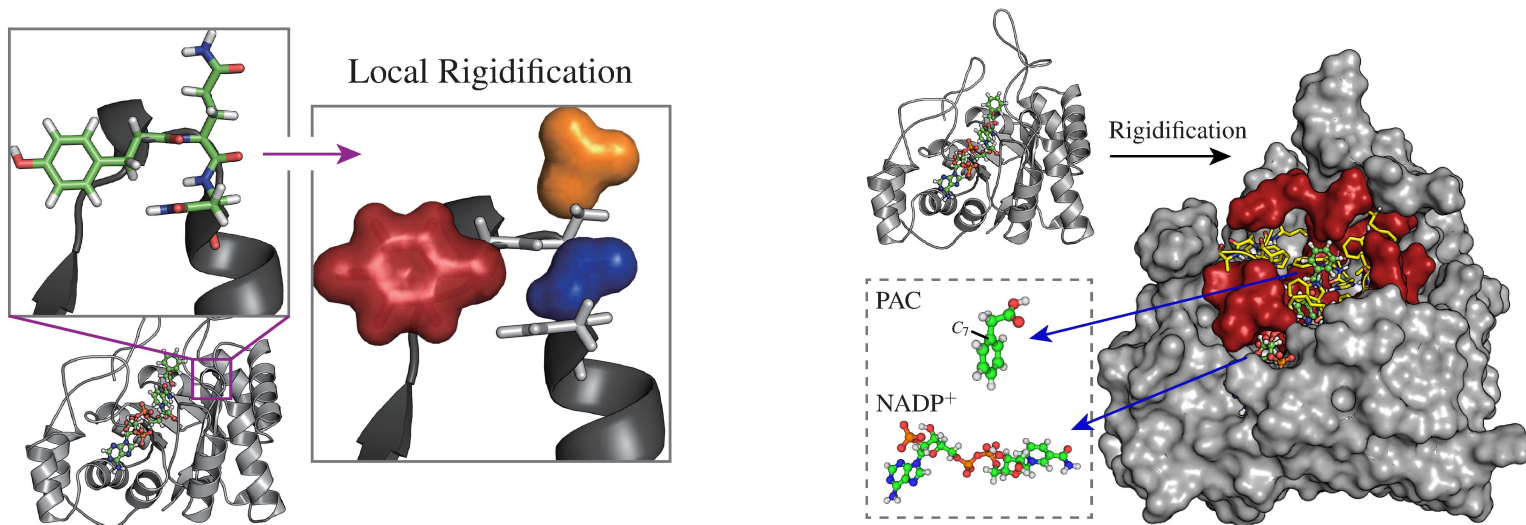 Local Rigidification
Rigidification
PAC
C₇
NADP⁺